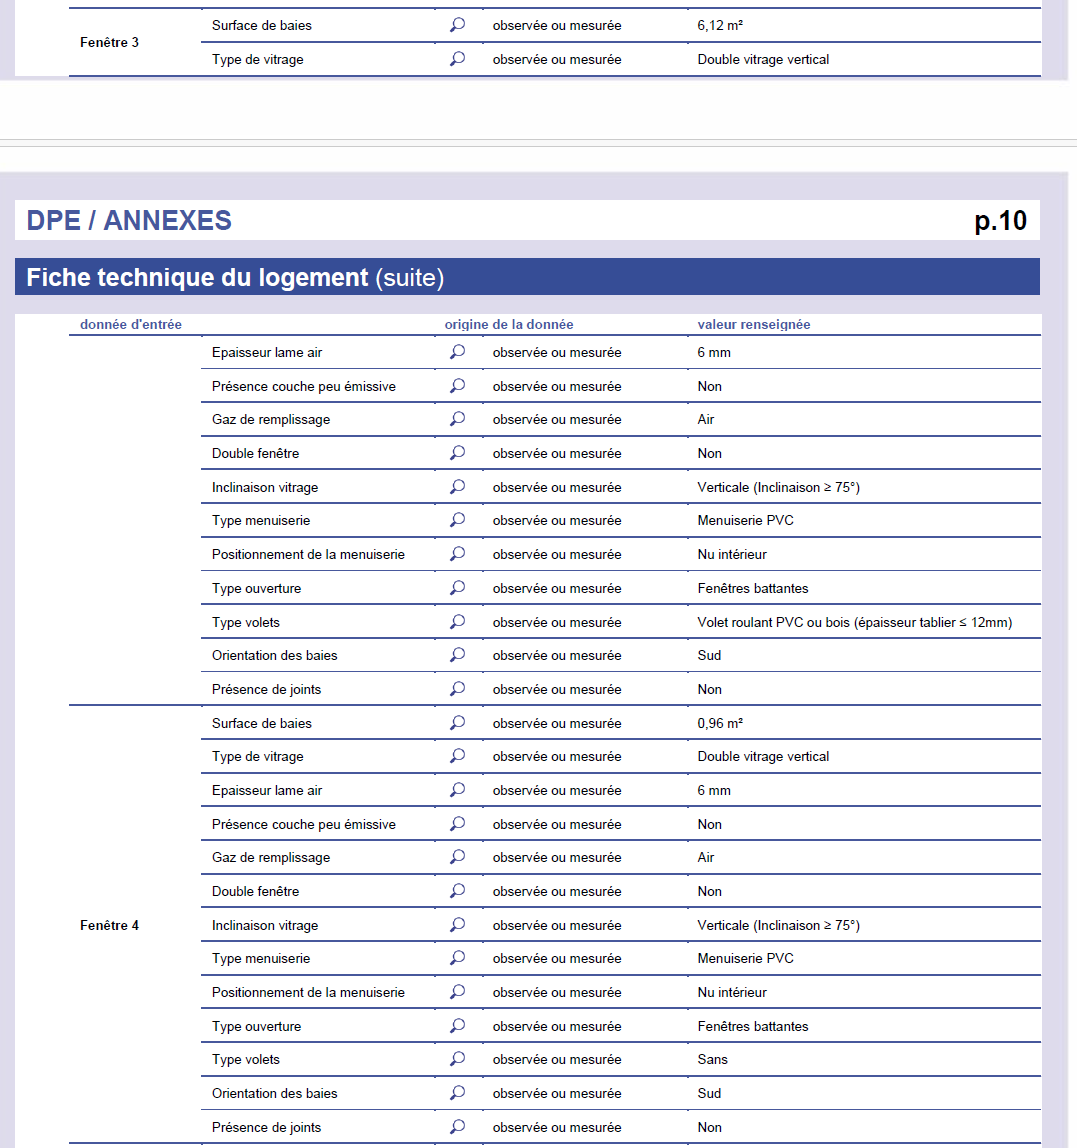 Surface de baies observée ou mesurée 6,12 m²
Fenêtre 3
Type de vitrage observée ou mesurée Double vitrage vertical
DPE / ANNEXES p.10
Fiche technique du logement (suite)
donnée d'entrée origine de la donnée valeur renseignée
Epaisseur lame air observée ou mesurée 6 mm
Présence couche peu émissive observée ou mesurée Non
Gaz de remplissage observée ou mesurée Air
Double fenêtre observée ou mesurée Non
Inclinaison vitrage observée ou mesurée Verticale (Inclinaison ≥ 75°)
Type menuiserie observée ou mesurée Menuiserie PVC
Positionnement de la menuiserie observée ou mesurée Nu intérieur
Type ouverture observée ou mesurée Fenêtres battantes
Type volets observée ou mesurée Volet roulant PVC ou bois (épaisseur tablier ≤ 12mm)
Orientation des baies observée ou mesurée Sud
Présence de joints observée ou mesurée Non
Surface de baies observée ou mesurée 0,96 m²
Type de vitrage observée ou mesurée Double vitrage vertical
Epaisseur lame air observée ou mesurée 6 mm
Présence couche peu émissive observée ou mesurée Non
Gaz de remplissage observée ou mesurée Air
Double fenêtre observée ou mesurée Non
Fenêtre 4 Inclinaison vitrage observée ou mesurée Verticale (Inclinaison ≥ 75°)
Type menuiserie observée ou mesurée Menuiserie PVC
Positionnement de la menuiserie observée ou mesurée Nu intérieur
Type ouverture observée ou mesurée Fenêtres battantes
Type volets observée ou mesurée Sans
Orientation des baies observée ou mesurée Sud
Présence de joints observée ou mesurée Non